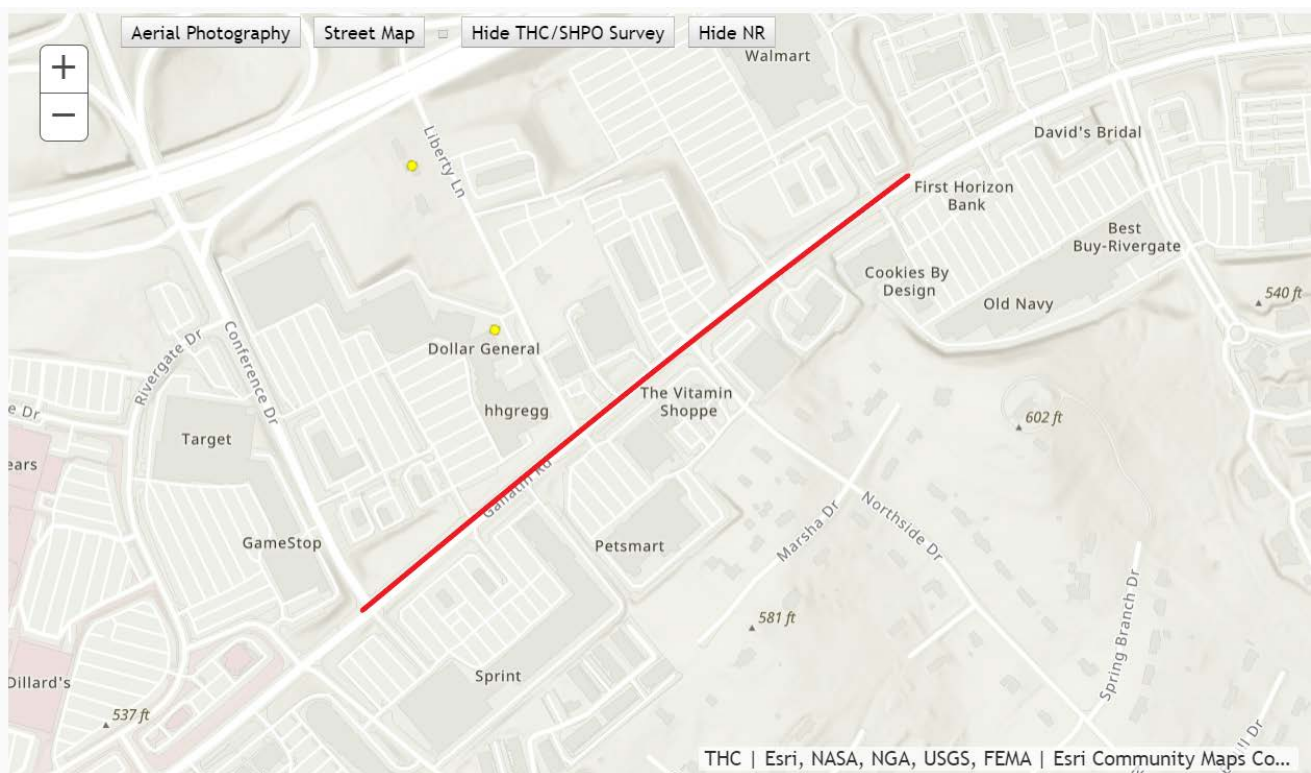 Aerial Photography
Street Map
Hide THC/SHPO Survey
Hide NR
+
−
Walmart
David's Bridal
Liberty Ln
First Horizon
Bank
Best
Buy-Rivergate
Cookies By
Design
Old Navy
540 ft
Rivergate Dr
Conference Dr
Dollar General
The Vitamin
Shoppe
hhgregg
602 ft
e Dr
Target
ears
Gallatin Rd
GameStop
Petsmart
Marsha Dr
Northside Dr
581 ft
Spring Branch Dr
Sprint
Dillard's
537 ft
ll Dr
THC | Esri, NASA, NGA, USGS, FEMA | Esri Community Maps Co...